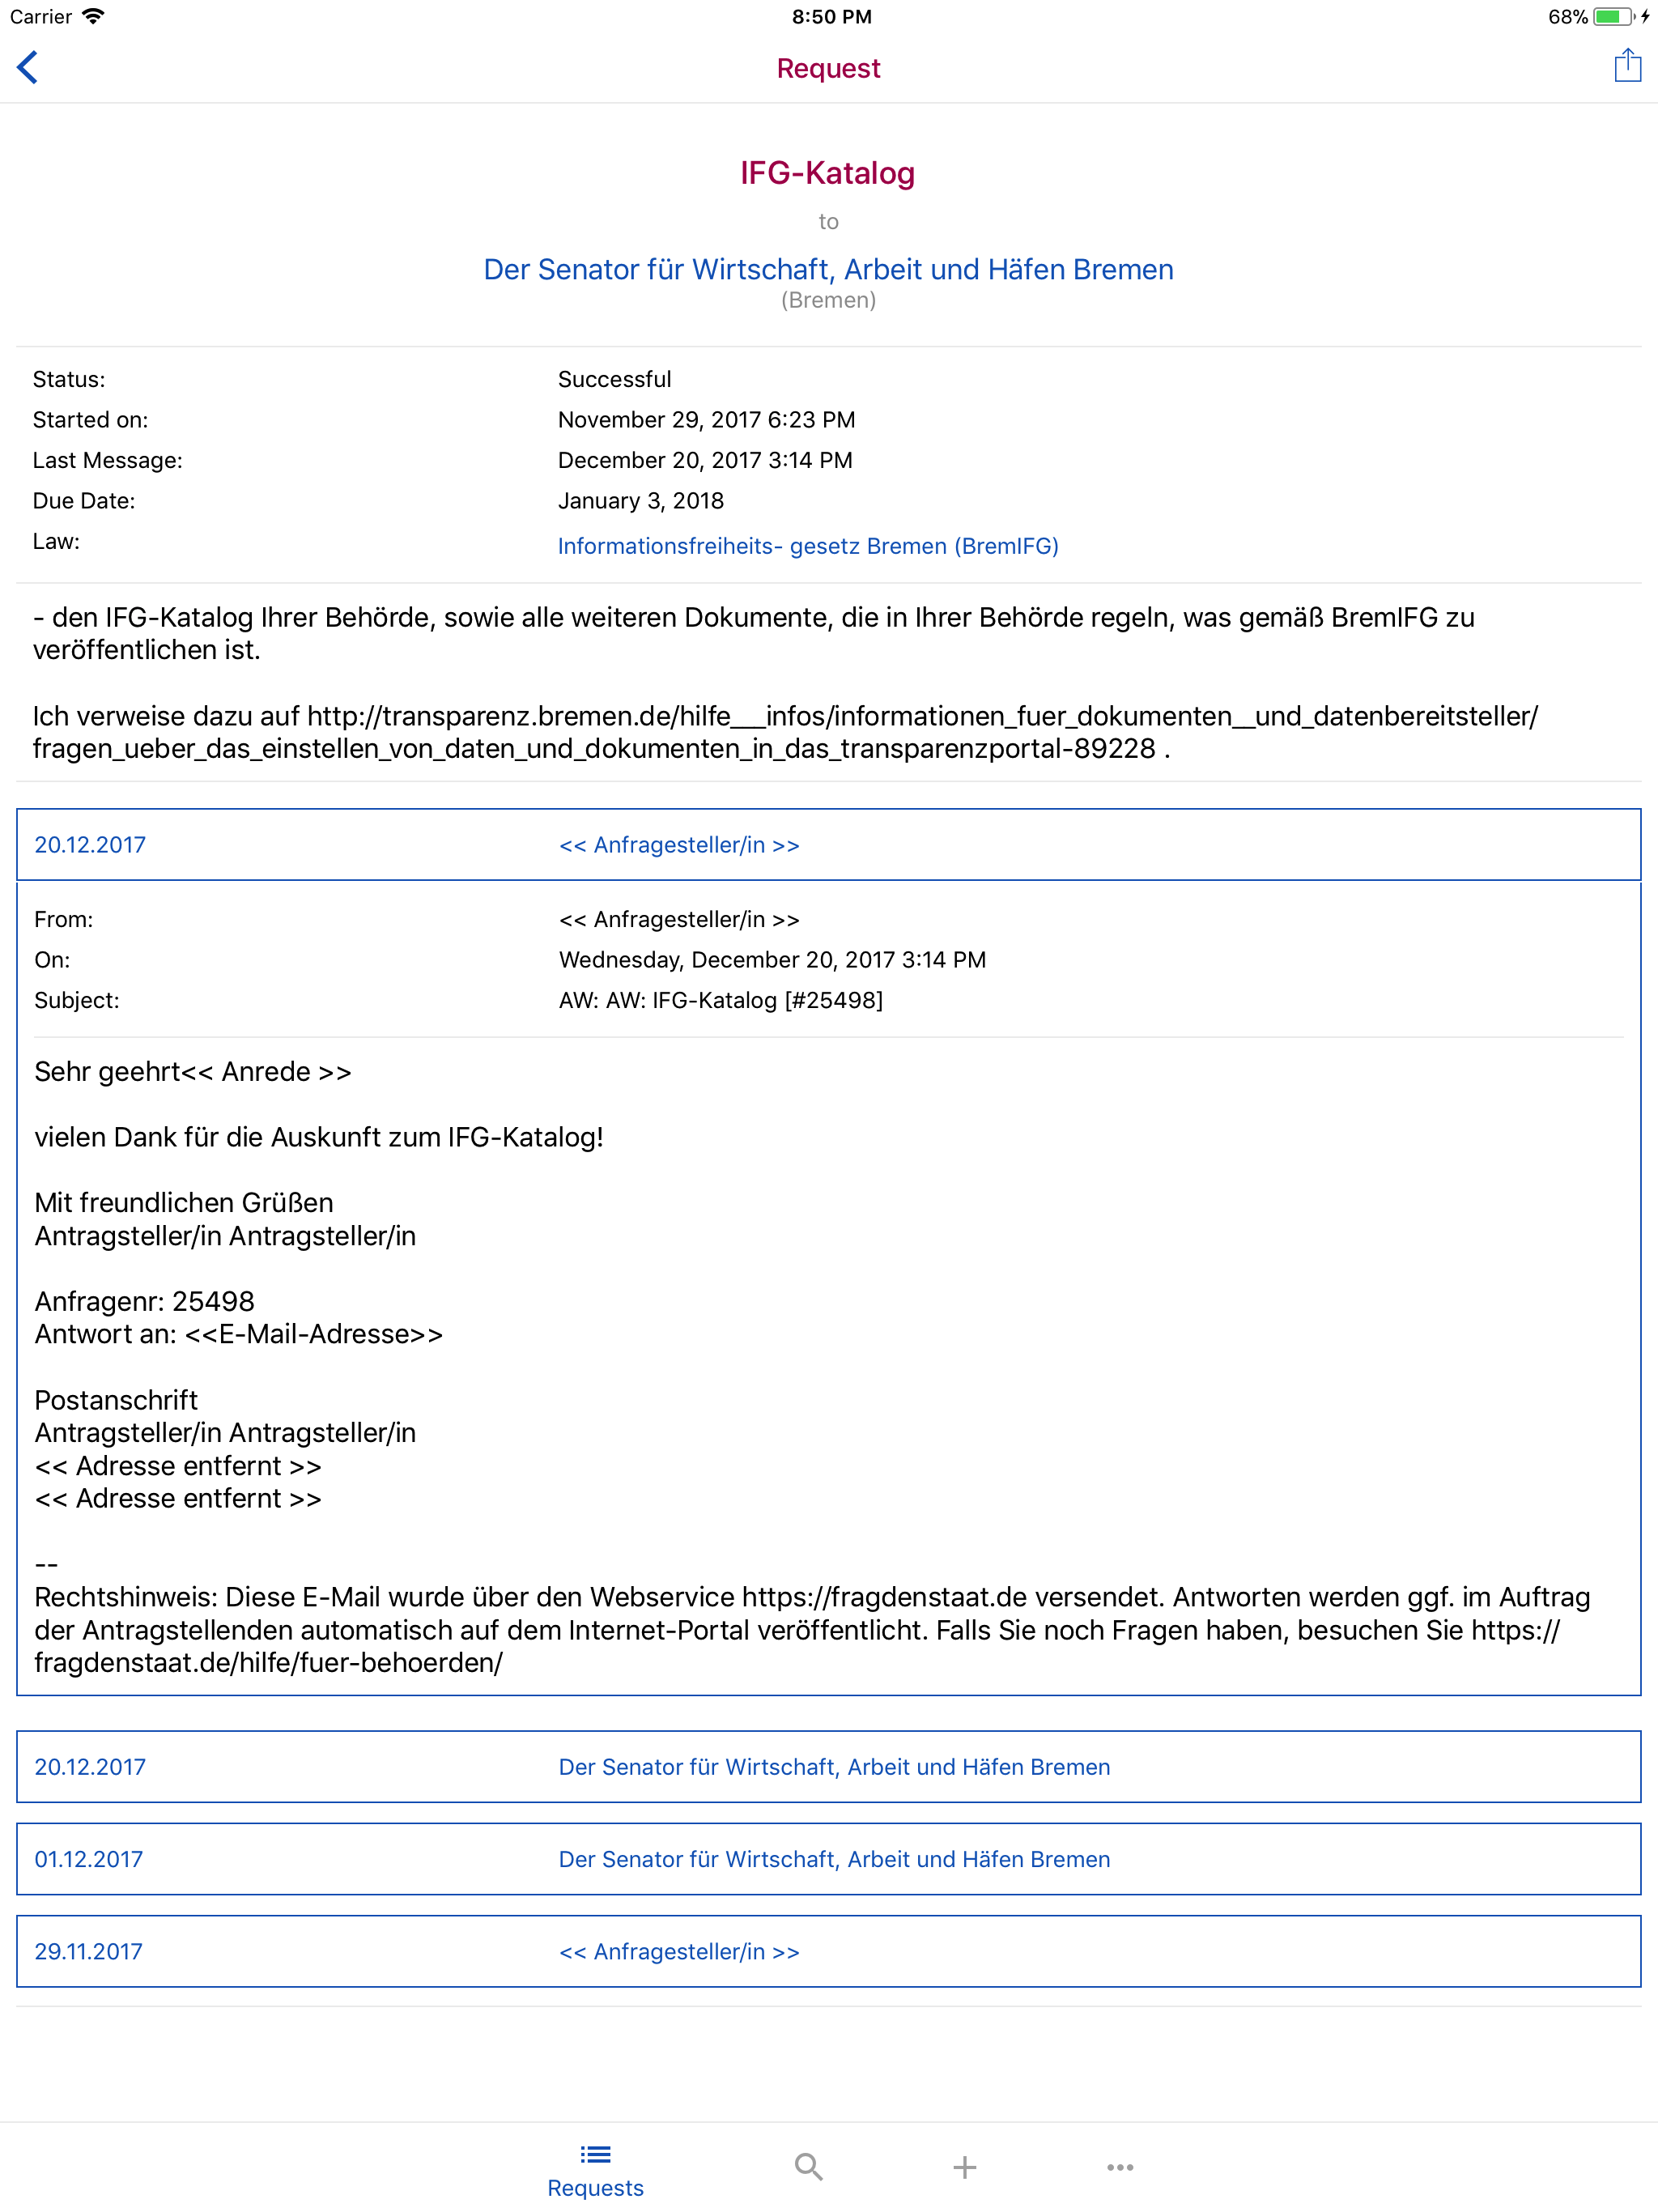 Carrier
8:50 PM
68%
Request
IFG-Katalog
to
Der Senator für Wirtschaft, Arbeit und Häfen Bremen
(Bremen)
Status: Successful
Started on: November 29, 2017 6:23 PM
Last Message: December 20, 2017 3:14 PM
Due Date: January 3, 2018
Law: Informationsfreiheits- gesetz Bremen (BremIFG)
- den IFG-Katalog Ihrer Behörde, sowie alle weiteren Dokumente, die in Ihrer Behörde regeln, was gemäß BremIFG zu
veröffentlichen ist.
Ich verweise dazu auf http://transparenz.bremen.de/hilfe___infos/informationen_fuer_dokumenten__und_datenbereitsteller/
fragen_ueber_das_einstellen_von_daten_und_dokumenten_in_das_transparenzportal-89228 .
20.12.2017 << Anfragesteller/in >>
From: << Anfragesteller/in >>
On: Wednesday, December 20, 2017 3:14 PM
Subject: AW: AW: IFG-Katalog [#25498]
Sehr geehrt<< Anrede >>
vielen Dank für die Auskunft zum IFG-Katalog!
Mit freundlichen Grüßen
Antragsteller/in Antragsteller/in
Anfragenr: 25498
Antwort an: <<E-Mail-Adresse>>
Postanschrift
Antragsteller/in Antragsteller/in
<< Adresse entfernt >>
<< Adresse entfernt >>
--
Rechtshinweis: Diese E-Mail wurde über den Webservice https://fragdenstaat.de versendet. Antworten werden ggf. im Auftrag
der Antragstellenden automatisch auf dem Internet-Portal veröffentlicht. Falls Sie noch Fragen haben, besuchen Sie https://
fragdenstaat.de/hilfe/fuer-behoerden/
20.12.2017 Der Senator für Wirtschaft, Arbeit und Häfen Bremen
01.12.2017 Der Senator für Wirtschaft, Arbeit und Häfen Bremen
29.11.2017 << Anfragesteller/in >>
Requests